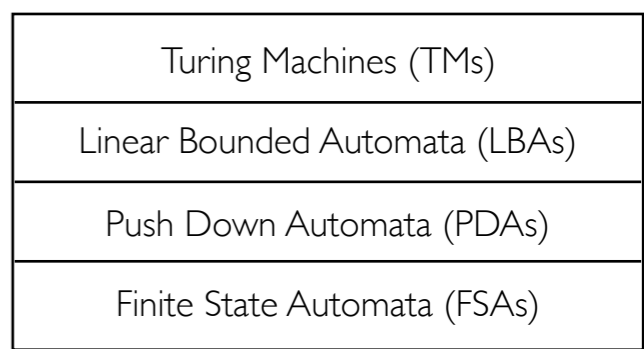 Turing Machines (TMs)
Linear Bounded Automata (LBAs)
Push Down Automata (PDAs)
Finite State Automata (FSAs)